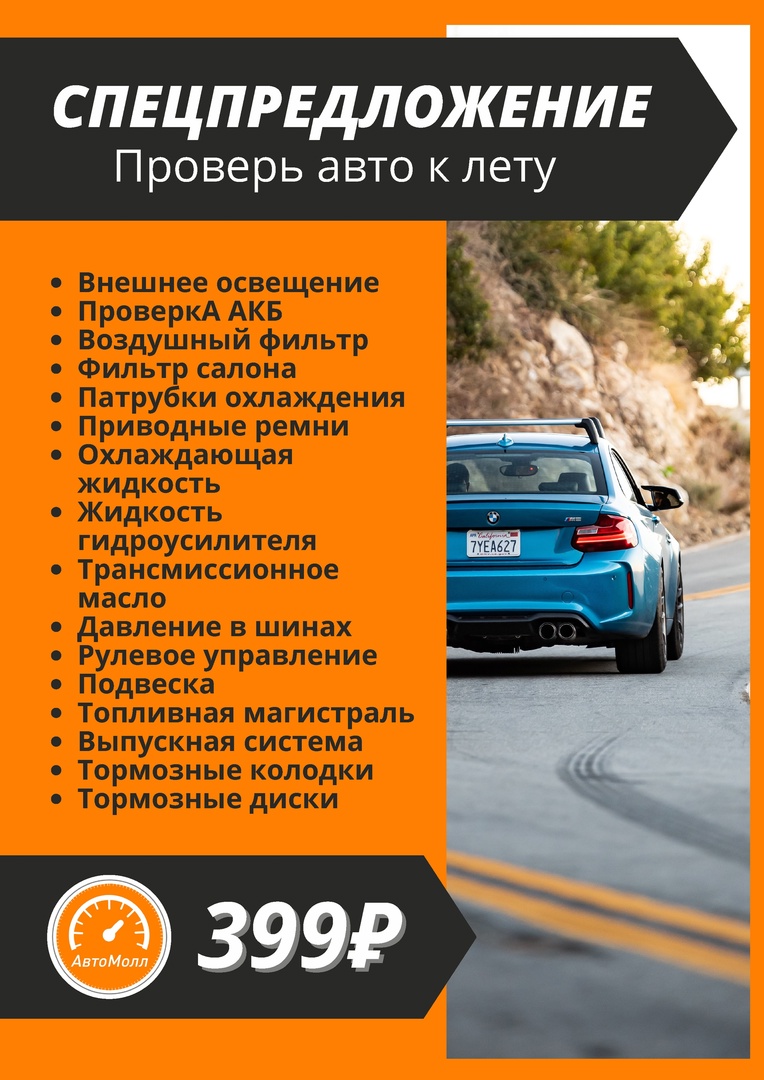 СПЕЦПРЕДЛОЖЕНИЕ
Проверь авто к лету
• Внешнее освещение
• ПроверкА АКБ
• Воздушный фильтр
• Фильтр салона
• Патрубки охлаждения
• Приводные ремни
• Охлаждающая
жидкость
• Жидкость
гидроусилителя
• Трансмиссионное
масло
• Давление в шинах
• Рулевое управление
• Подвеска
• Топливная магистраль
• Выпускная система
• Тормозные колодки
• Тормозные диски
California
7YEA627
АвтоМолл
399₽